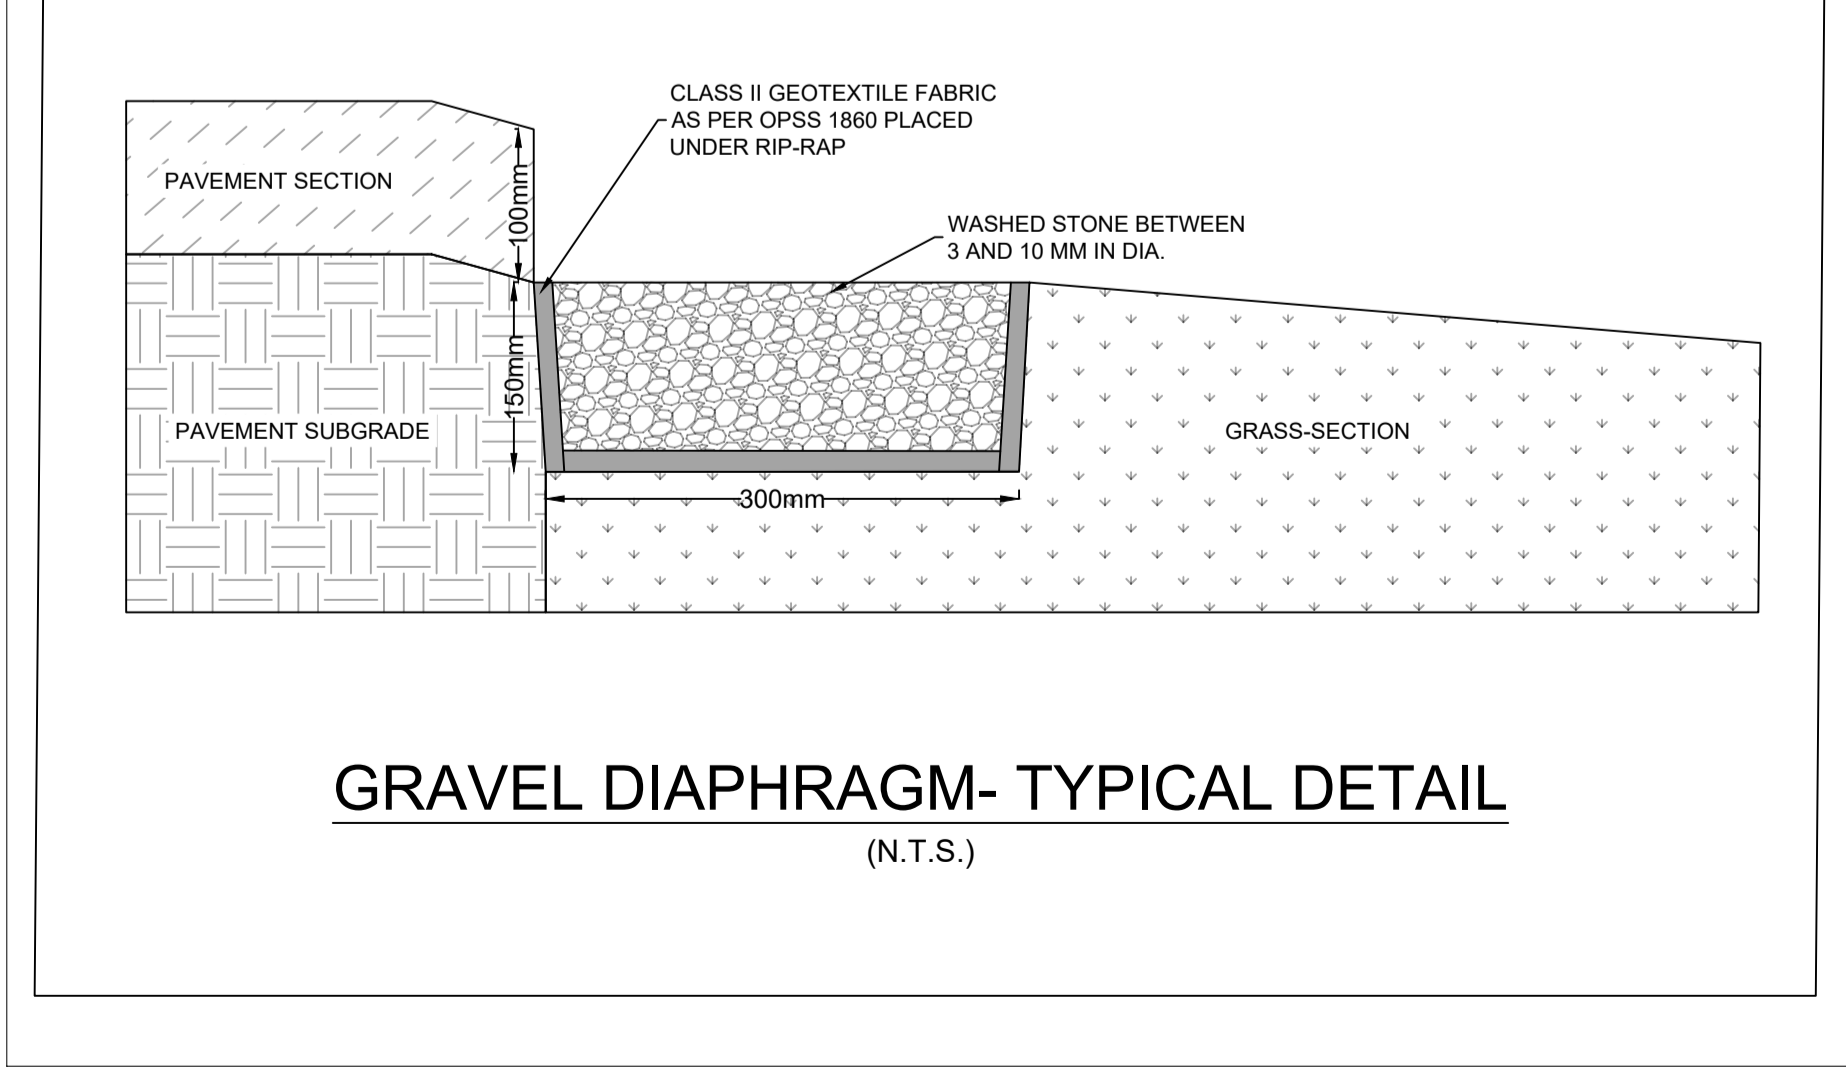 CLASS II GEOTEXTILE FABRIC
AS PER OPSS 1860 PLACED
UNDER RIP-RAP
PAVEMENT SECTION
100mm
WASHED STONE BETWEEN
3 AND 10 MM IN DIA.
150mm
PAVEMENT SUBGRADE
GRASS-SECTION
300mm
GRAVEL DIAPHRAGM- TYPICAL DETAIL
(N.T.S.)